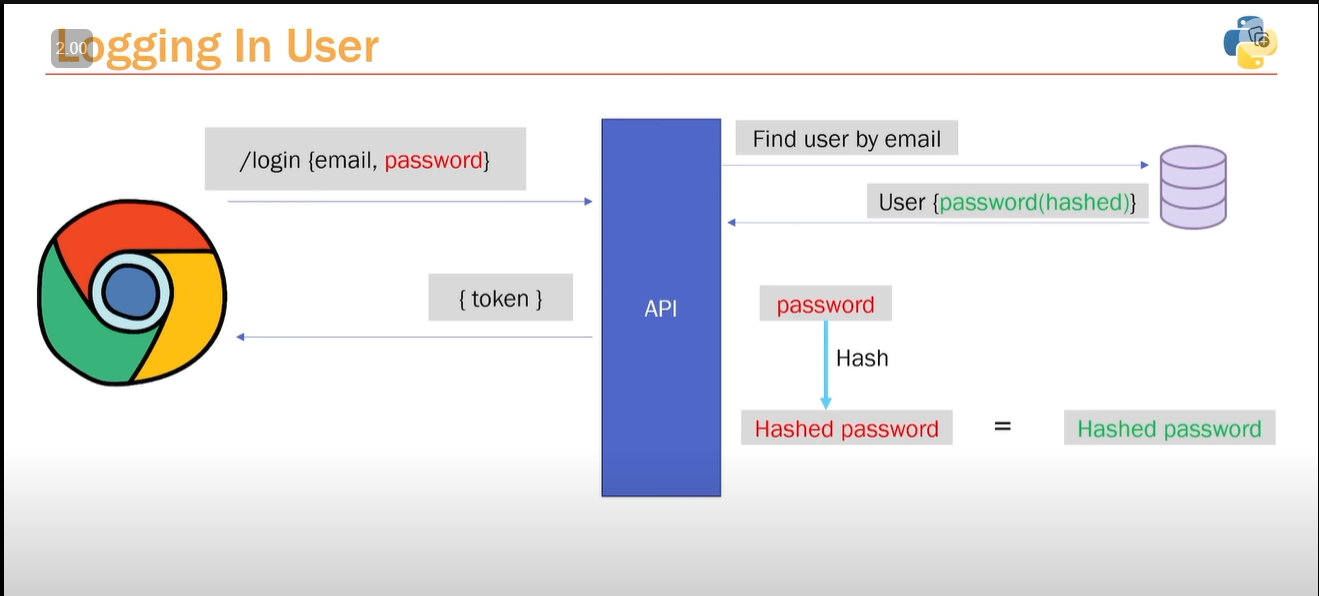 Logging In User
2.00
/login {email, password}
Find user by email
User {password(hashed)}
{ token }
API
password
Hash
Hashed password = Hashed password